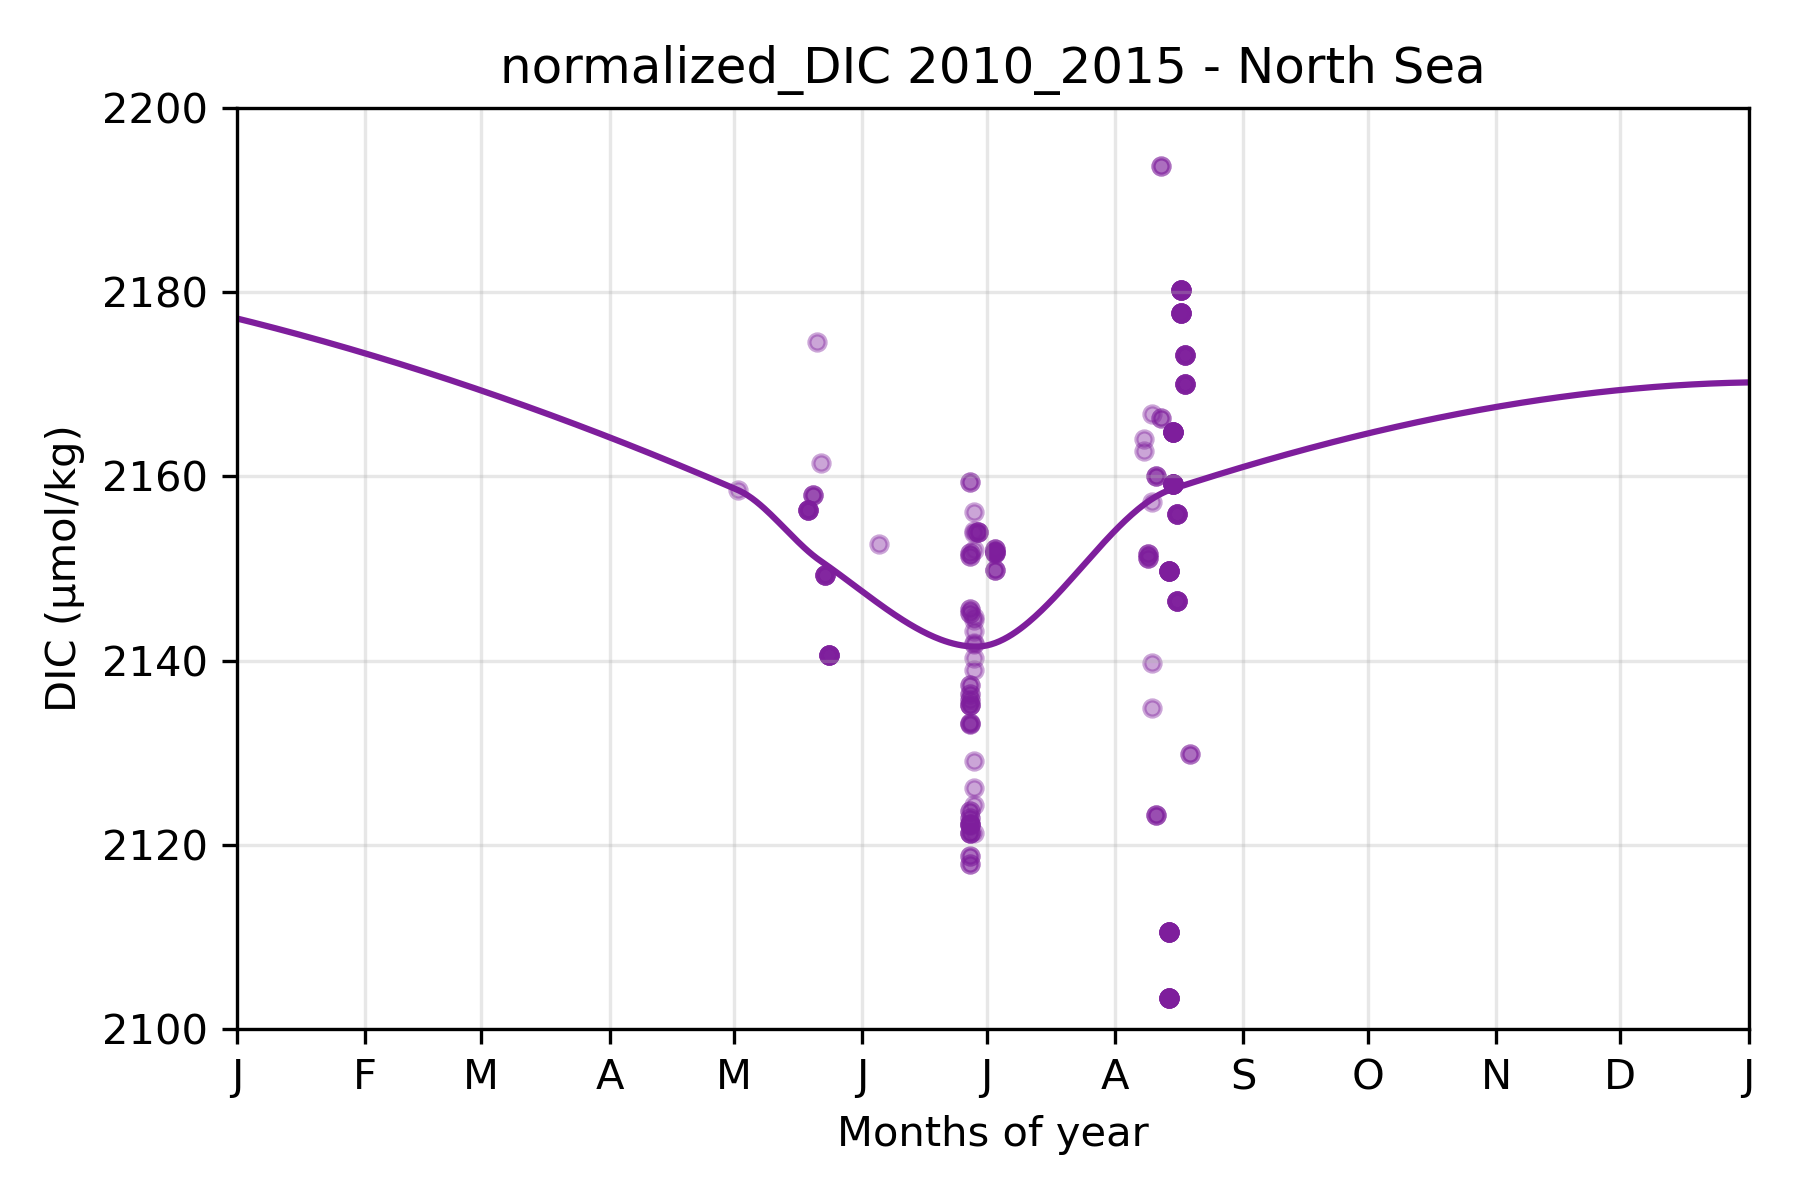 normalized_DIC 2010_2015 - North Sea
2200
2180
2160
2140
2120
2100
DIC (µmol/kg)
J F M A M J J A S O N D J
Months of year